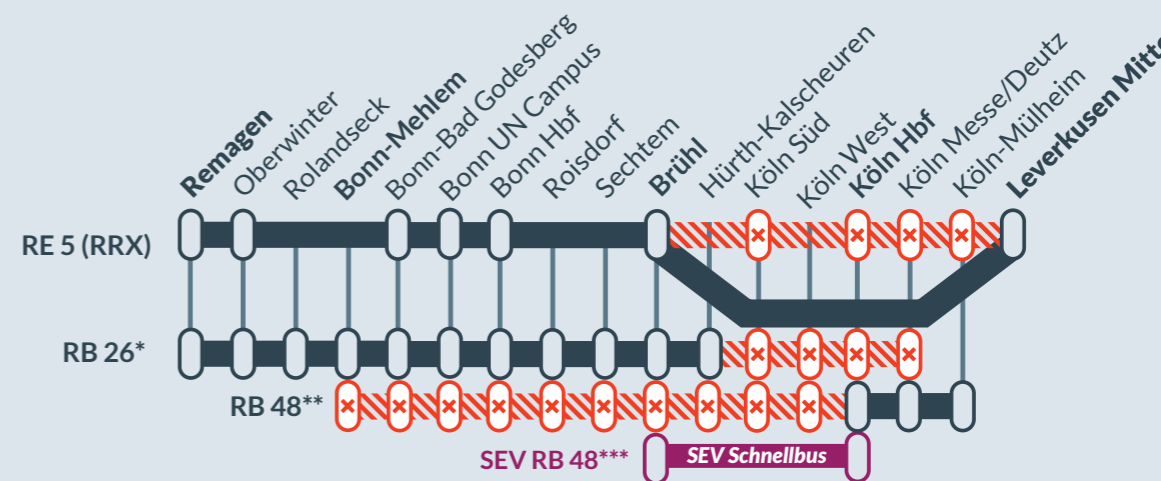 Remagen
Oberwinter
Rolandseck
Bonn-Mehlem
Bonn-Bad Godesberg
Bonn UN Campus
Bonn Hbf
Roisdorf
Sechtem
Brühl
Hürth-Kalscheuren
Köln Süd
Köln West
Köln Hbf
Köln Messe/Deutz
Köln-Mülheim
Leverkusen Mitte
RE 5 (RRX)
RB 26*
RB 48**
SEV RB 48***
SEV Schnellbus